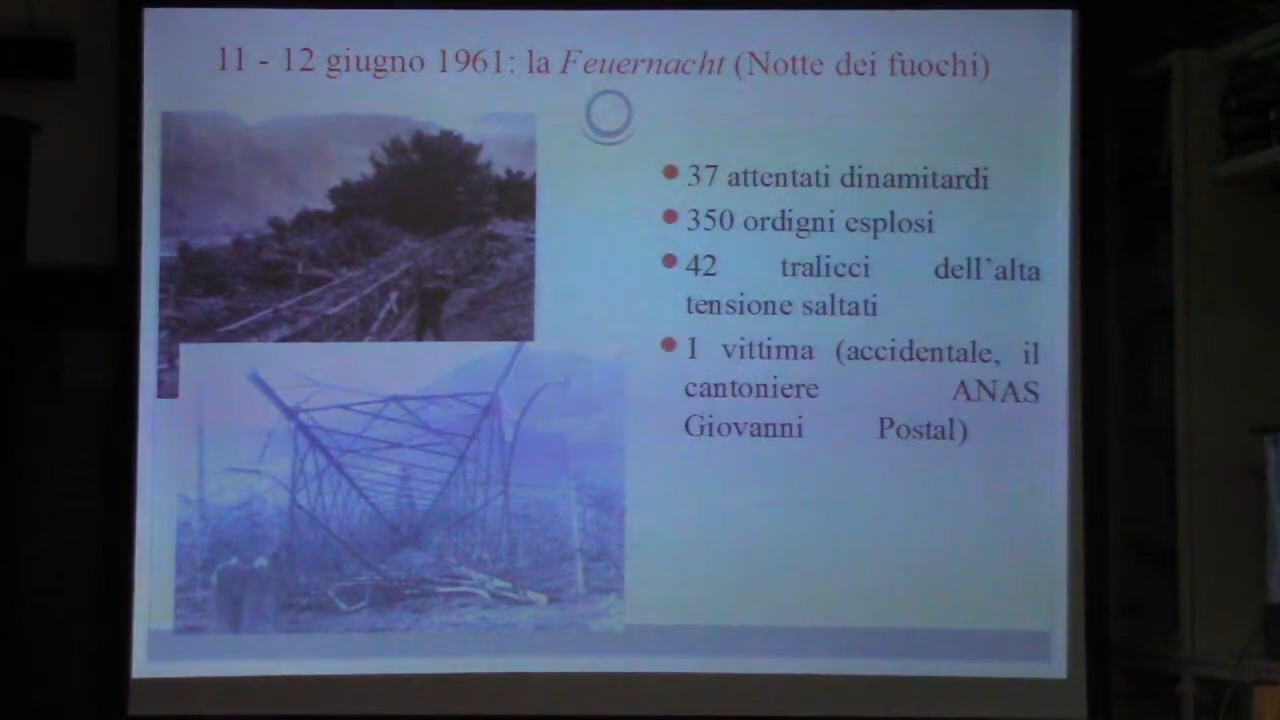 11 - 12 giugno 1961: la Feuernacht (Notte dei fuochi)
37 attentati dinamitardi
350 ordigni esplosi
42 tralicci dell'alta
tensione saltati
1 vittima (accidentale, il
cantoniere ANAS
Giovanni Postal)